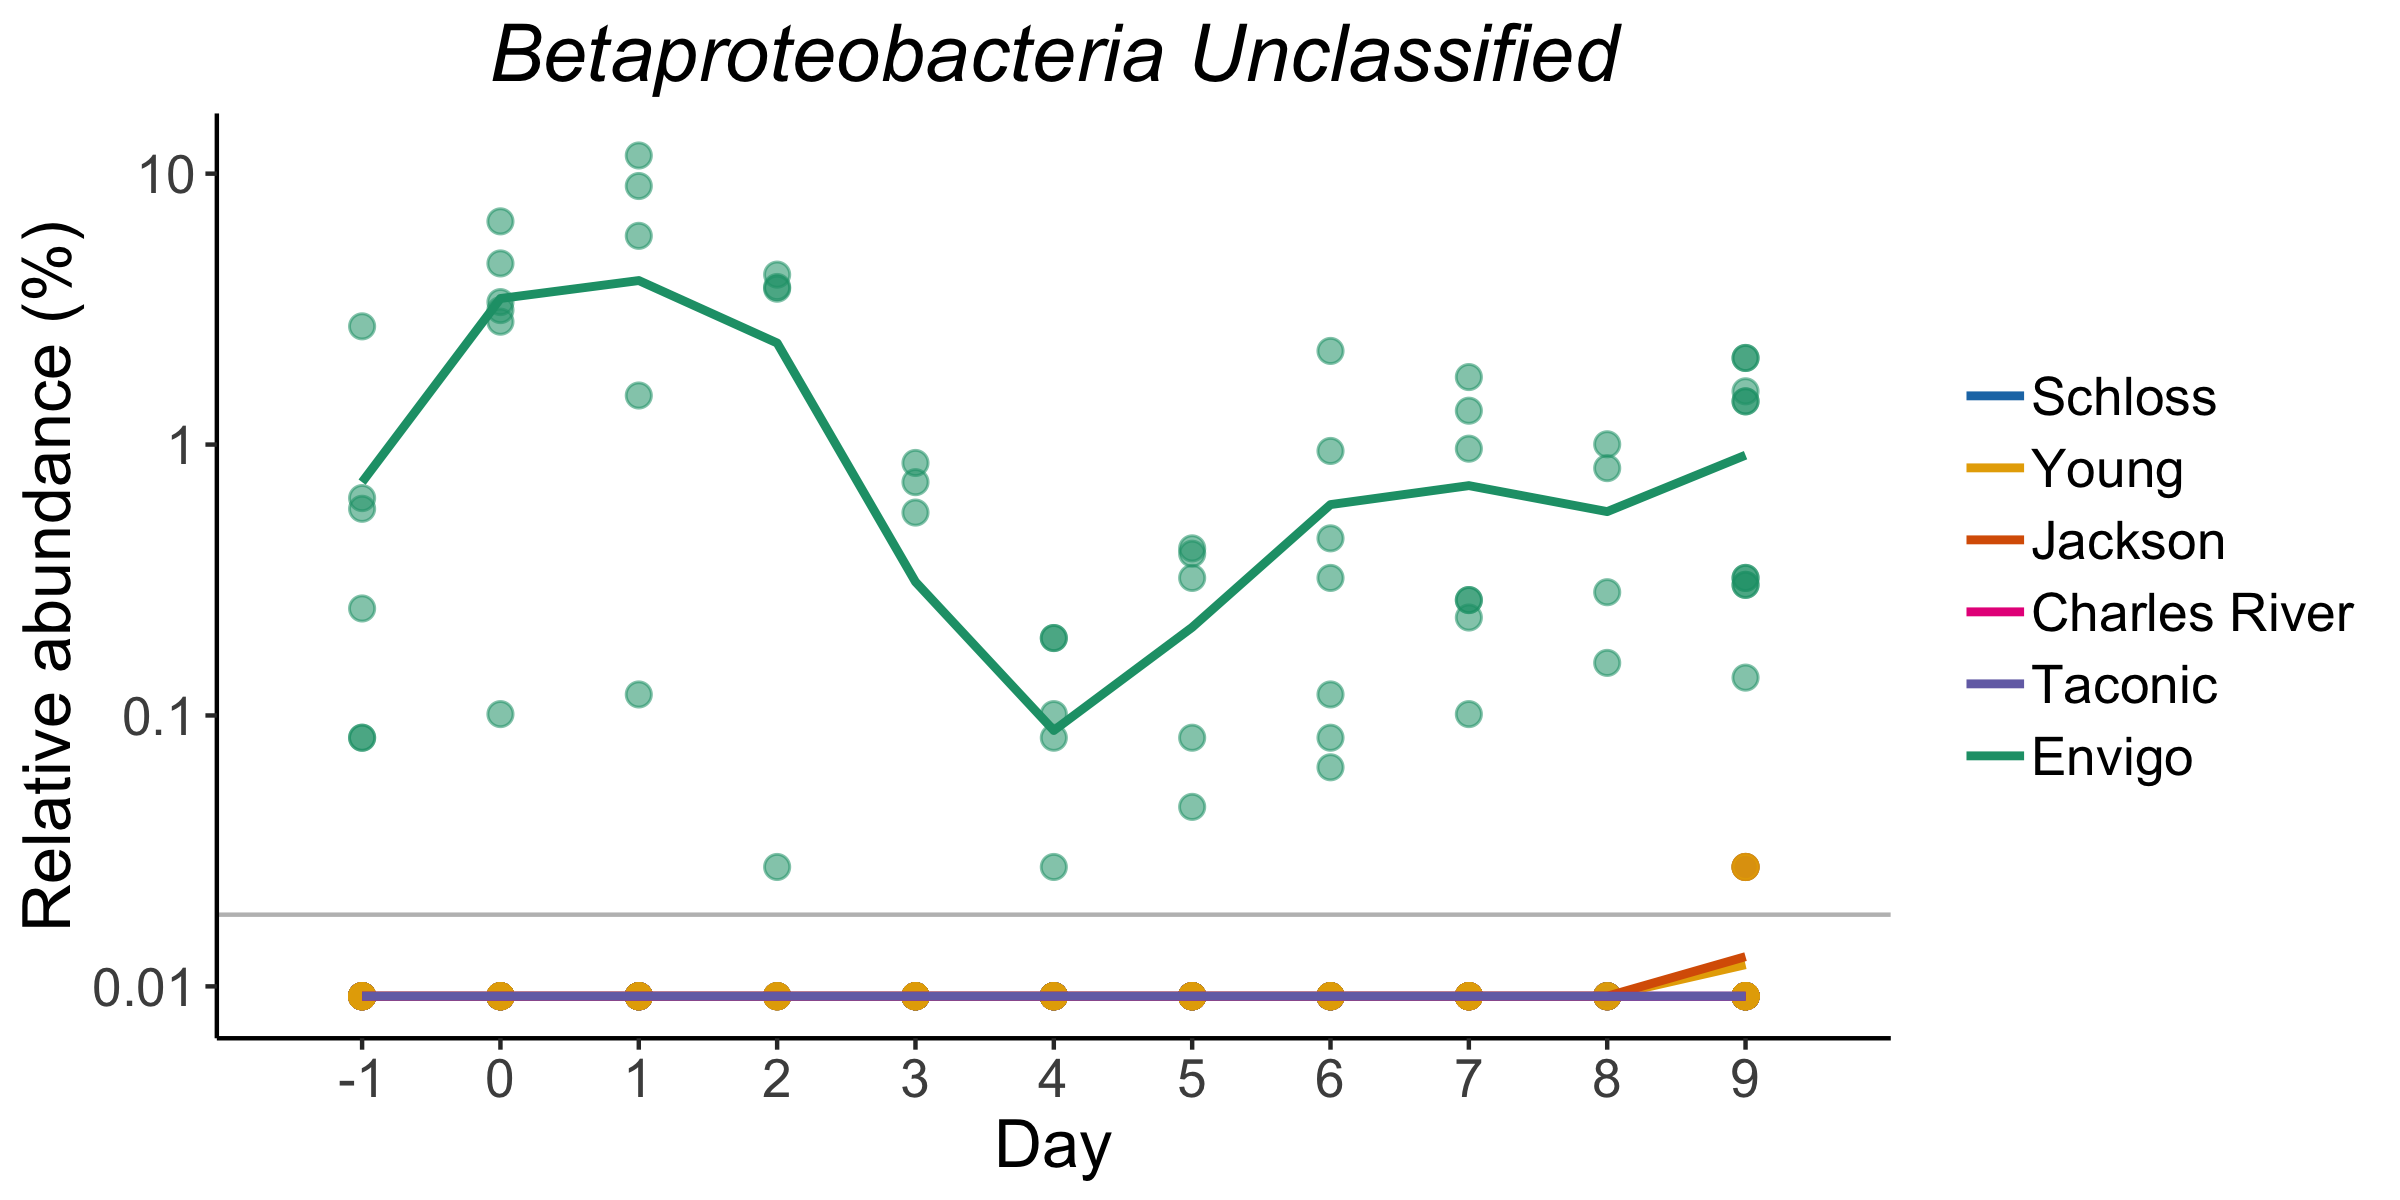 Betaproteobacteria Unclassified
Relative abundance (%)
10
1
0.1
0.01
-1 0 1 2 3 4 5 6 7 8 9
Day
Schloss
Young
Jackson
Charles River
Taconic
Envigo